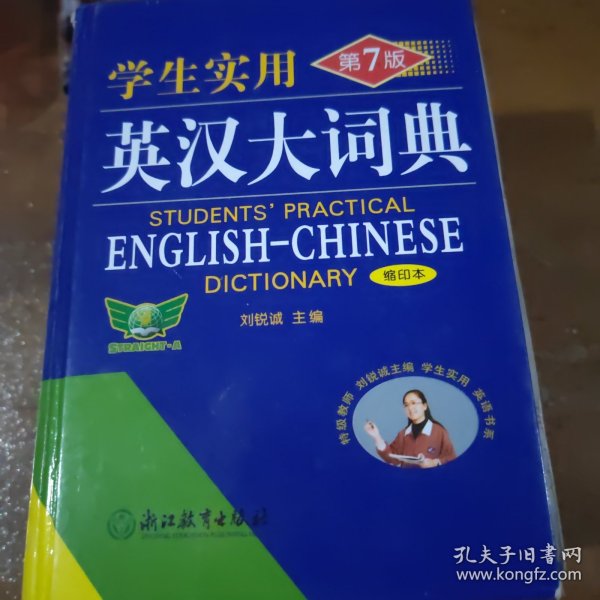 学生实用
第7版
英汉大词典
STUDENTS' PRACTICAL
ENGLISH-CHINESE
DICTIONARY
缩印本
刘锐诚 主编
STRAIGHT-A
特级教师 刘锐诚主编 学生实用 英语书系
浙江教育出版社
孔夫子旧书网
www.kongfz.com